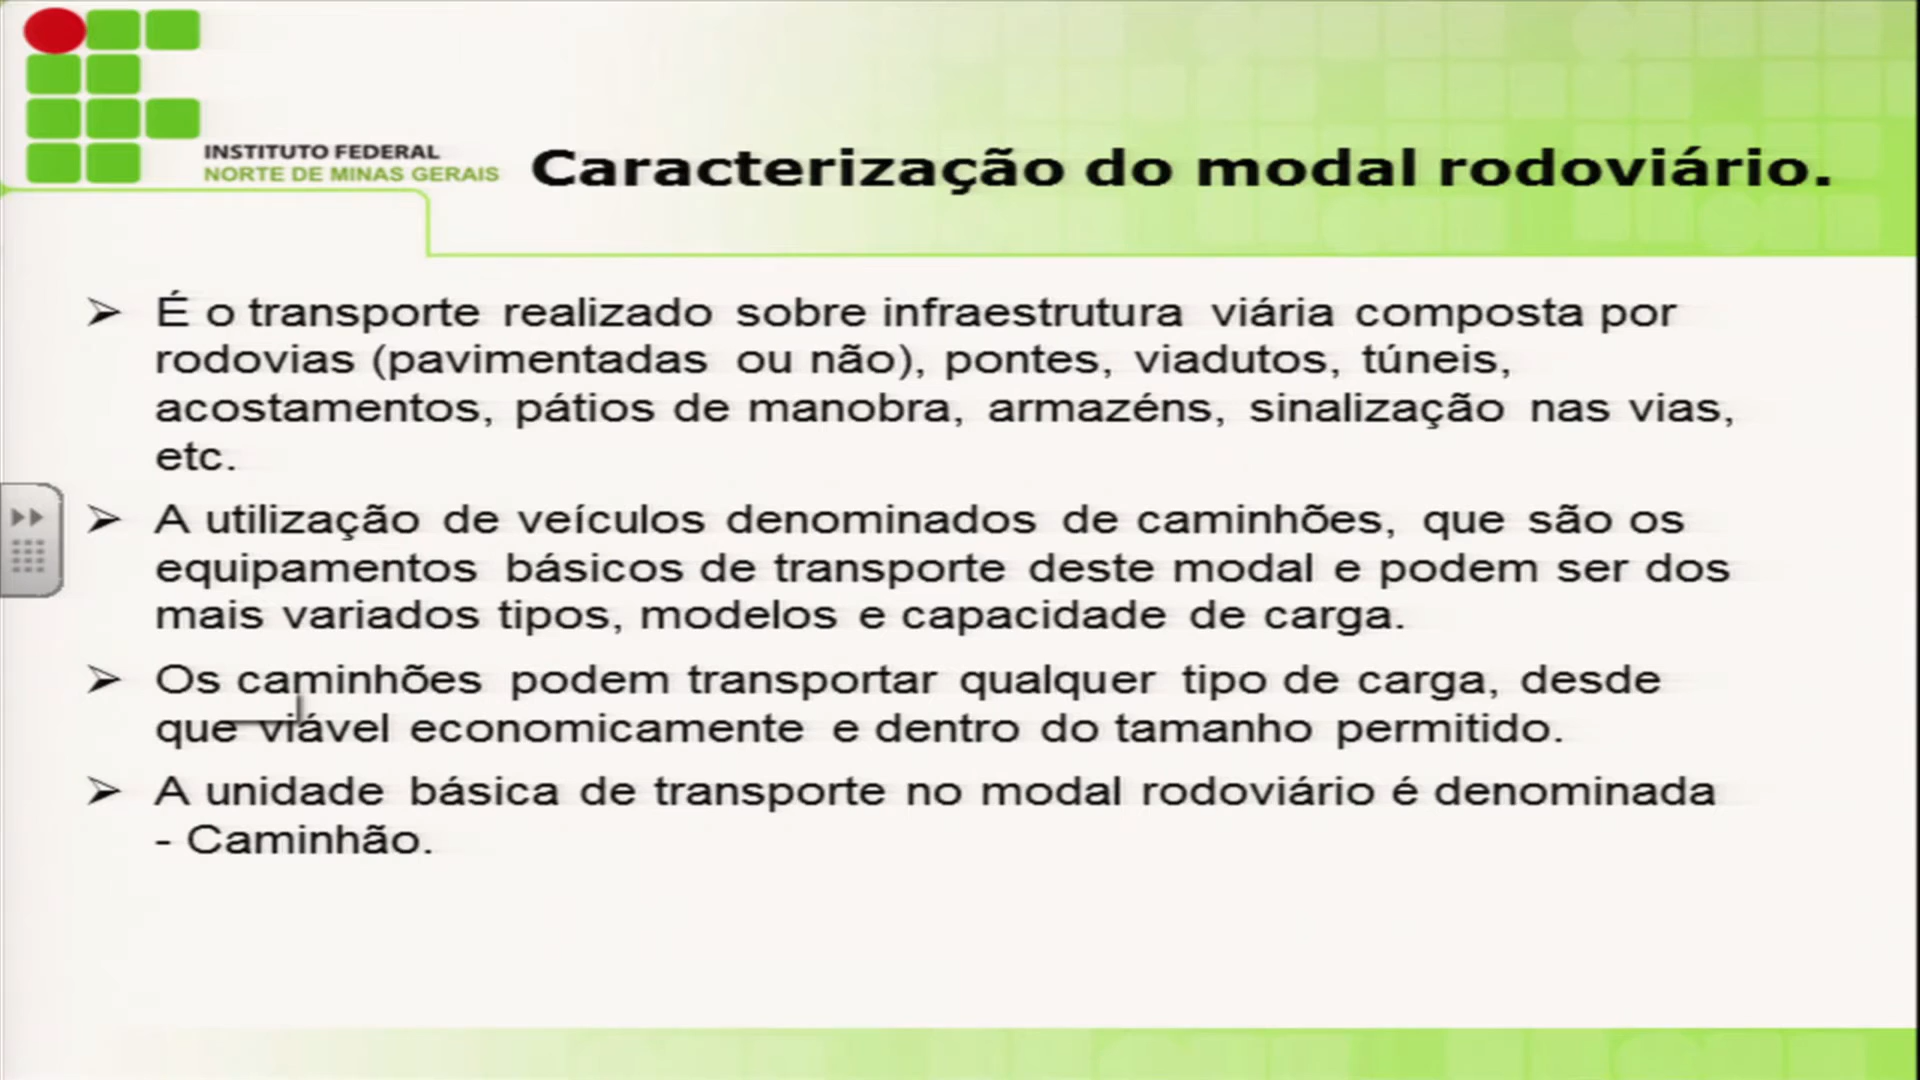 INSTITUTO FEDERAL
NORTE DE MINAS GERAIS
Caracterização do modal rodoviário.
➢ É o transporte realizado sobre infraestrutura viária composta por
rodovias (pavimentadas ou não), pontes, viadutos, túneis,
acostamentos, pátios de manobra, armazéns, sinalização nas vias,
etc.
➢ A utilização de veículos denominados de caminhões, que são os
equipamentos básicos de transporte deste modal e podem ser dos
mais variados tipos, modelos e capacidade de carga.
➢ Os caminhões podem transportar qualquer tipo de carga, desde
que viável economicamente e dentro do tamanho permitido.
➢ A unidade básica de transporte no modal rodoviário é denominada
- Caminhão.